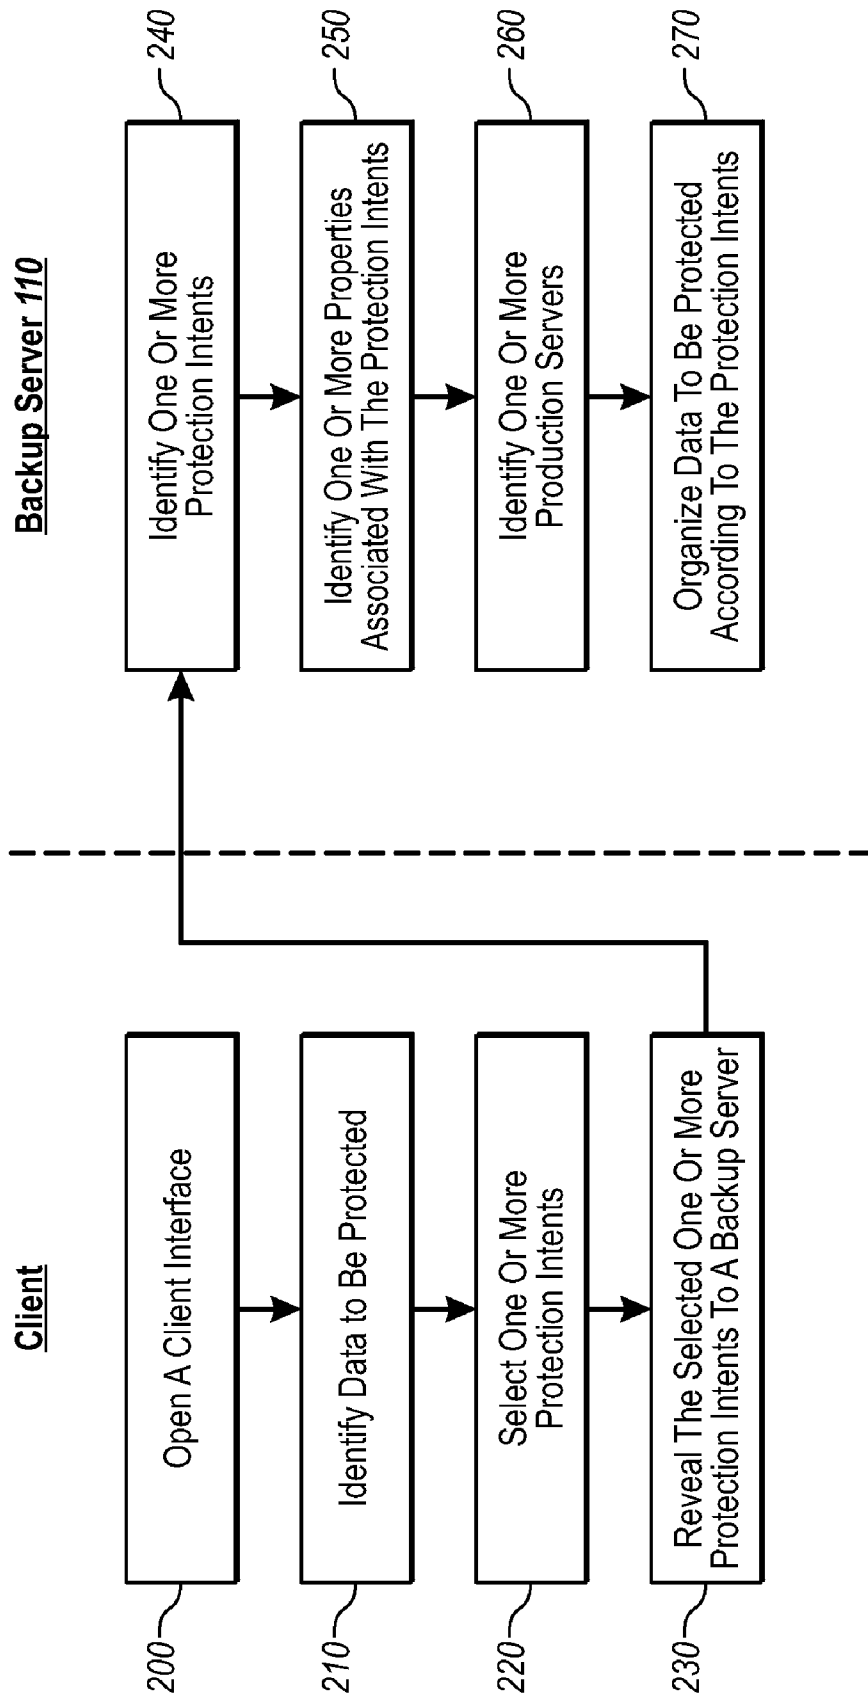 Client
200
Open A Client Interface
210
Identify Data to Be Protected
220
Select One Or More
Protection Intents
230
Reveal The Selected One Or More
Protection Intents To A Backup Server
Backup Server 110
Identify One Or More
Protection Intents
240
Identify One Or More Properties
Associated With The Protection Intents
250
Identify One Or More
Production Servers
260
Organize Data To Be Protected
According To The Protection Intents
270